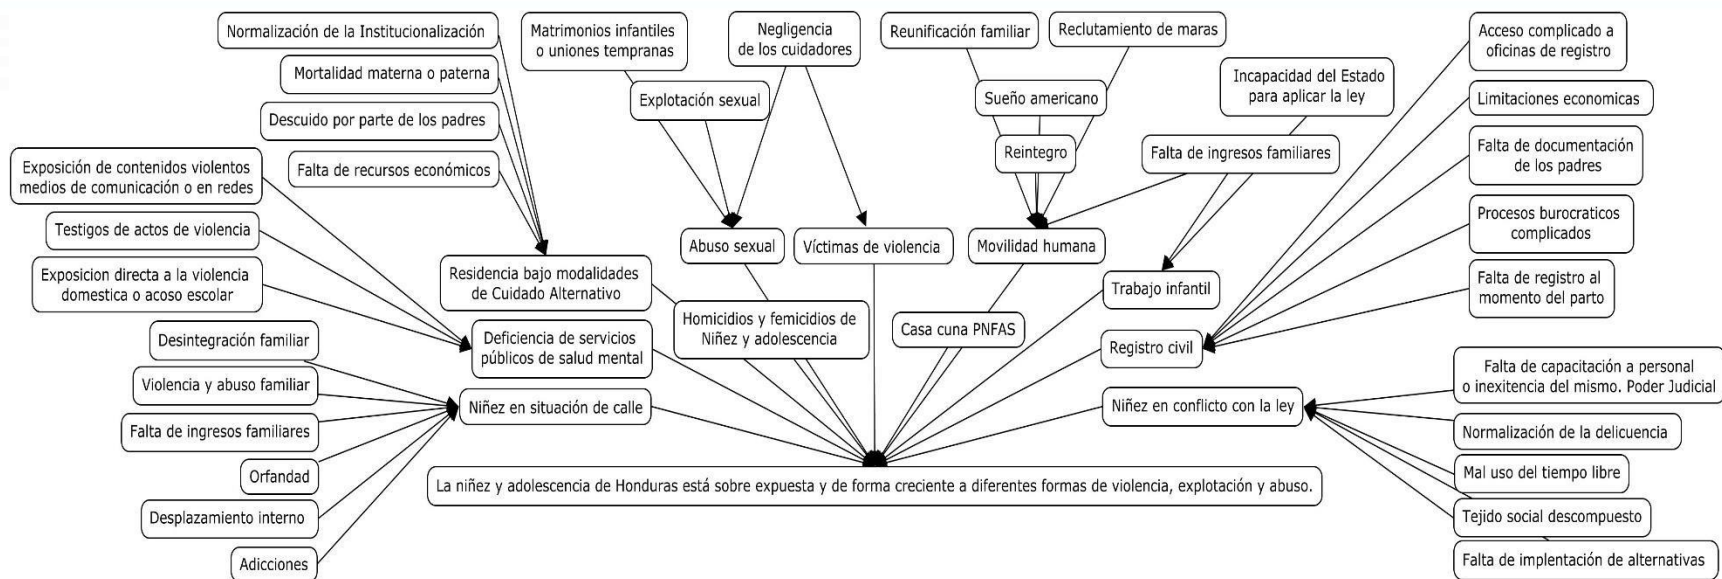 Normalización de la Institucionalización
Matrimonios infantiles
o uniones tempranas
Negligencia
de los cuidadores
Reunificación familiar
Reclutamiento de maras
Acceso complicado a
oficinas de registro
Mortalidad materna o paterna
Explotación sexual
Sueño americano
Incapacidad del Estado
para aplicar la ley
Limitaciones economicas
Descuido por parte de los padres
Exposición de contenidos violentos
medios de comunicación o en redes
Falta de recursos económicos
Reintegro
Falta de ingresos familiares
Falta de documentación
de los padres
Testigos de actos de violencia
Abuso sexual
Víctimas de violencia
Movilidad humana
Procesos burocraticos
complicados
Exposicion directa a la violencia
domestica o acoso escolar
Residencia bajo modalidades
de Cuidado Alternativo
Trabajo infantil
Falta de registro al
momento del parto
Desintegración familiar
Deficiencia de servicios
públicos de salud mental
Homicidios y femicidios de
Niñez y adolescencia
Casa cuna PNFAS
Registro civil
Falta de capacitación a personal
o inexitencia del mismo. Poder Judicial
Violencia y abuso familiar
Niñez en situación de calle
Niñez en conflicto con la ley
Falta de ingresos familiares
Normalización de la delicuencia
Orfandad
La niñez y adolescencia de Honduras está sobre expuesta y de forma creciente a diferentes formas de violencia, explotación y abuso.
Mal uso del tiempo libre
Desplazamiento interno
Tejido social descompuesto
Adicciones
Falta de implentación de alternativas